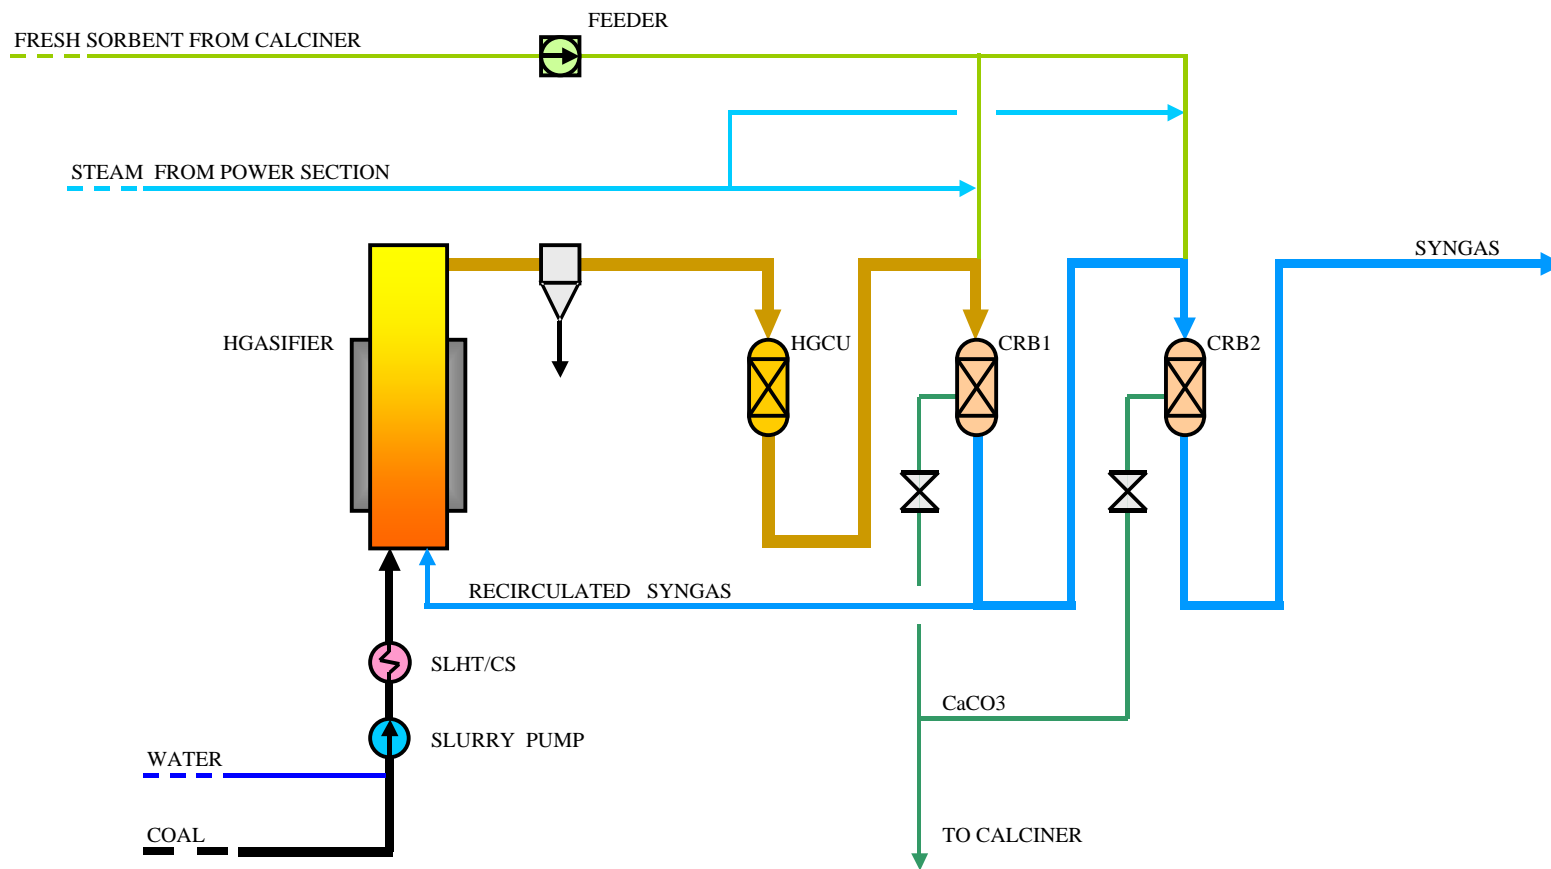 FEEDER
FRESH SORBENT FROM CALCINER
STEAM FROM POWER SECTION
SYNGAS
HGASIFIER
HGCU
CRB1
CRB2
RECIRCULATED SYNGAS
SLHT/CS
CaCO3
SLURRY PUMP
WATER
COAL
TO CALCINER